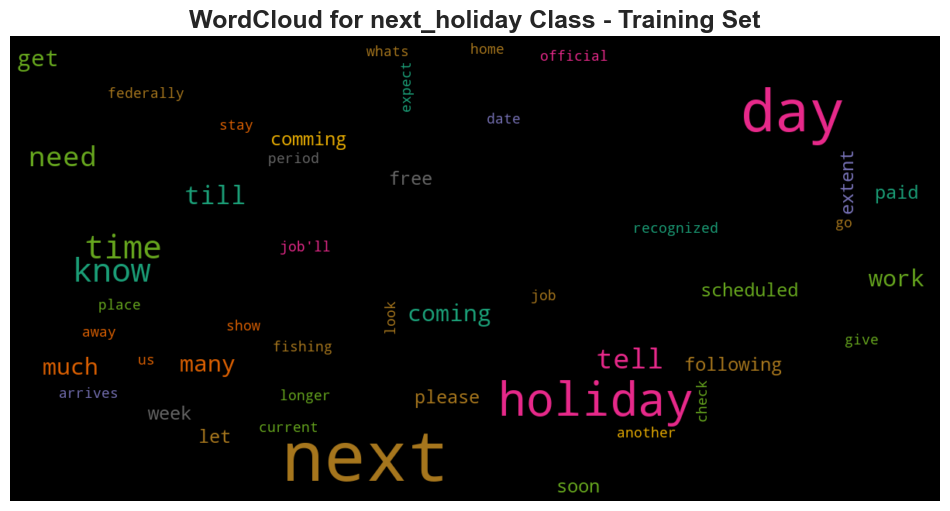 WordCloud for next_holiday Class - Training Set
get
whats
home
official
expect
federally
day
date
stay
comming
period
need
free
till
extent
paid
go
recognized
time
job'll
know
work
scheduled
job
place
look
coming
away
show
give
fishing
us
many
much
tell
following
arrives
longer
please
holiday
check
week
current
let
another
next
soon